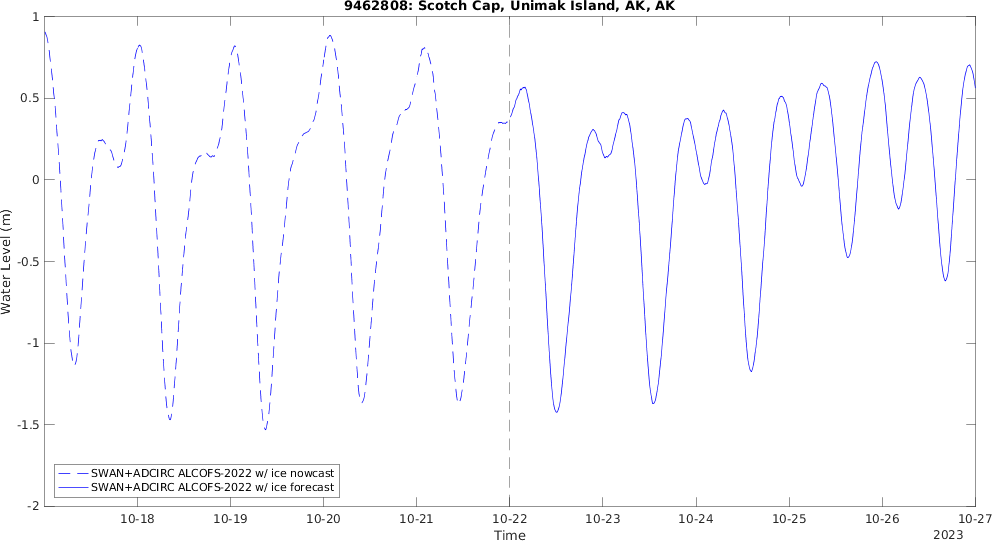 9462808: Scotch Cap, Unimak Island, AK, AK
Water Level (m)
1
0.5
0
-0.5
-1
-1.5
-2
SWAN+ADCIRC ALCOFS-2022 w/ ice nowcast
SWAN+ADCIRC ALCOFS-2022 w/ ice forecast
10-18 10-19 10-20 10-21 10-22 10-23 10-24 10-25 10-26 10-27
Time
2023